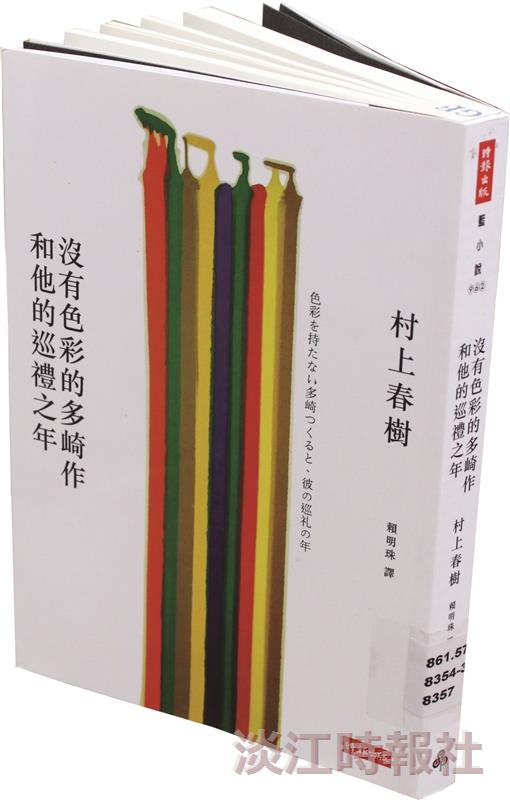 沒有色彩的多崎作
和他的巡禮之年
色彩を持たない多崎つくると、彼の巡礼の年
村上春樹
賴明珠 譯
時報出版
藍小說
962
沒有色彩的多崎作
和他的巡禮之年
村上春樹
賴明珠
861.57
8354-3
8357
淡江時報社